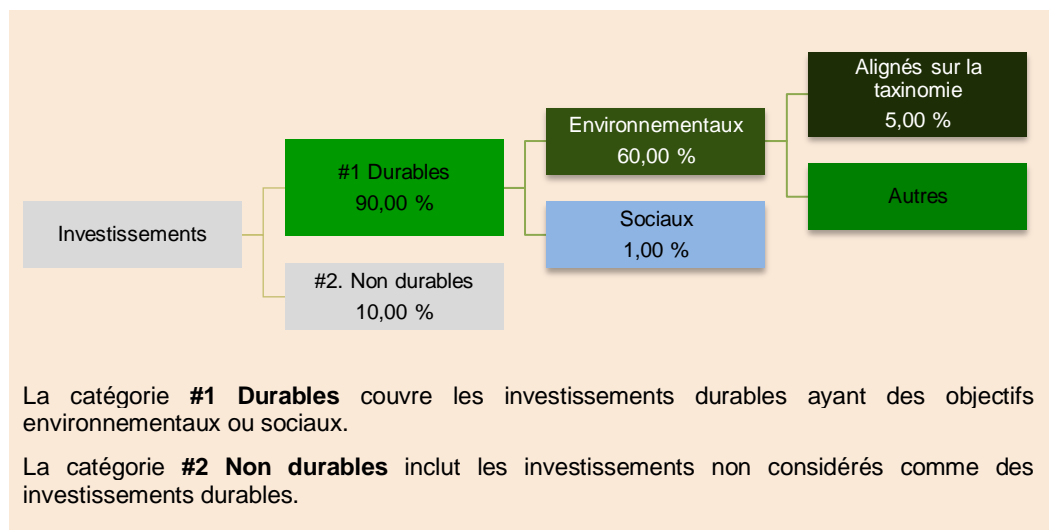 Investissements
#1 Durables
90,00 %
#2. Non durables
10,00 %
Environnementaux
60,00 %
Sociaux
1,00 %
Alignés sur la
taxinomie
5,00 %
Autres
La catégorie #1 Durables couvre les investissements durables ayant des objectifs
environnementaux ou sociaux.
La catégorie #2 Non durables inclut les investissements non considérés comme des
investissements durables.